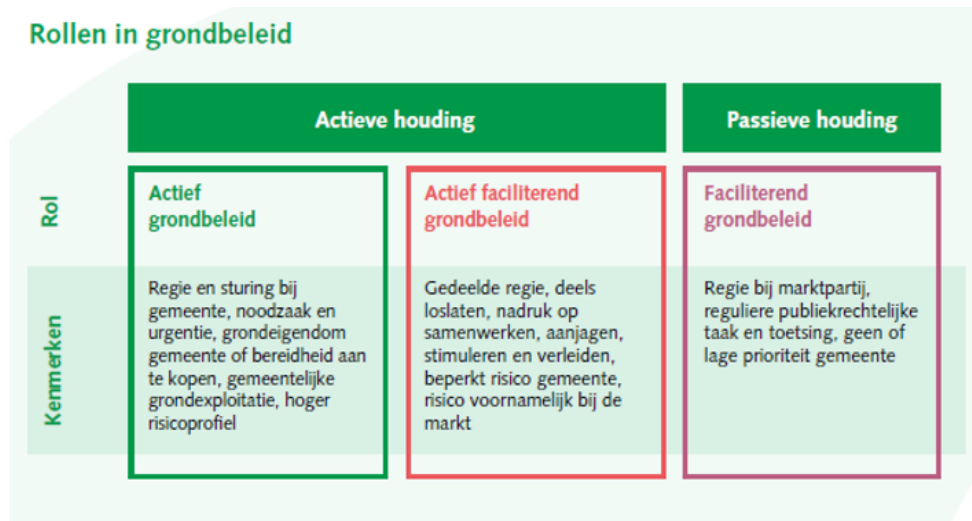 Rollen in grondbeleid
Actieve houding
Passieve houding
Rol
Actief
grondbeleid
Actief faciliterend
grondbeleid
Faciliterend
grondbeleid
Kenmerken
Regie en sturing bij
gemeente, noodzaak en
urgentie, grondeigendom
gemeente of bereidheid aan
te kopen, gemeentelijke
grondexploitatie, hoger
risicoprofiel
Gedeelde regie, deels
loslaten, nadruk op
samenwerken, aanjagen,
stimuleren en verleiden,
beperkt risico gemeente,
risico voornamelijk bij de
markt
Regie bij marktpartij,
reguliere publiekrechtelijke
taak en toetsing, geen of
lage prioriteit gemeente